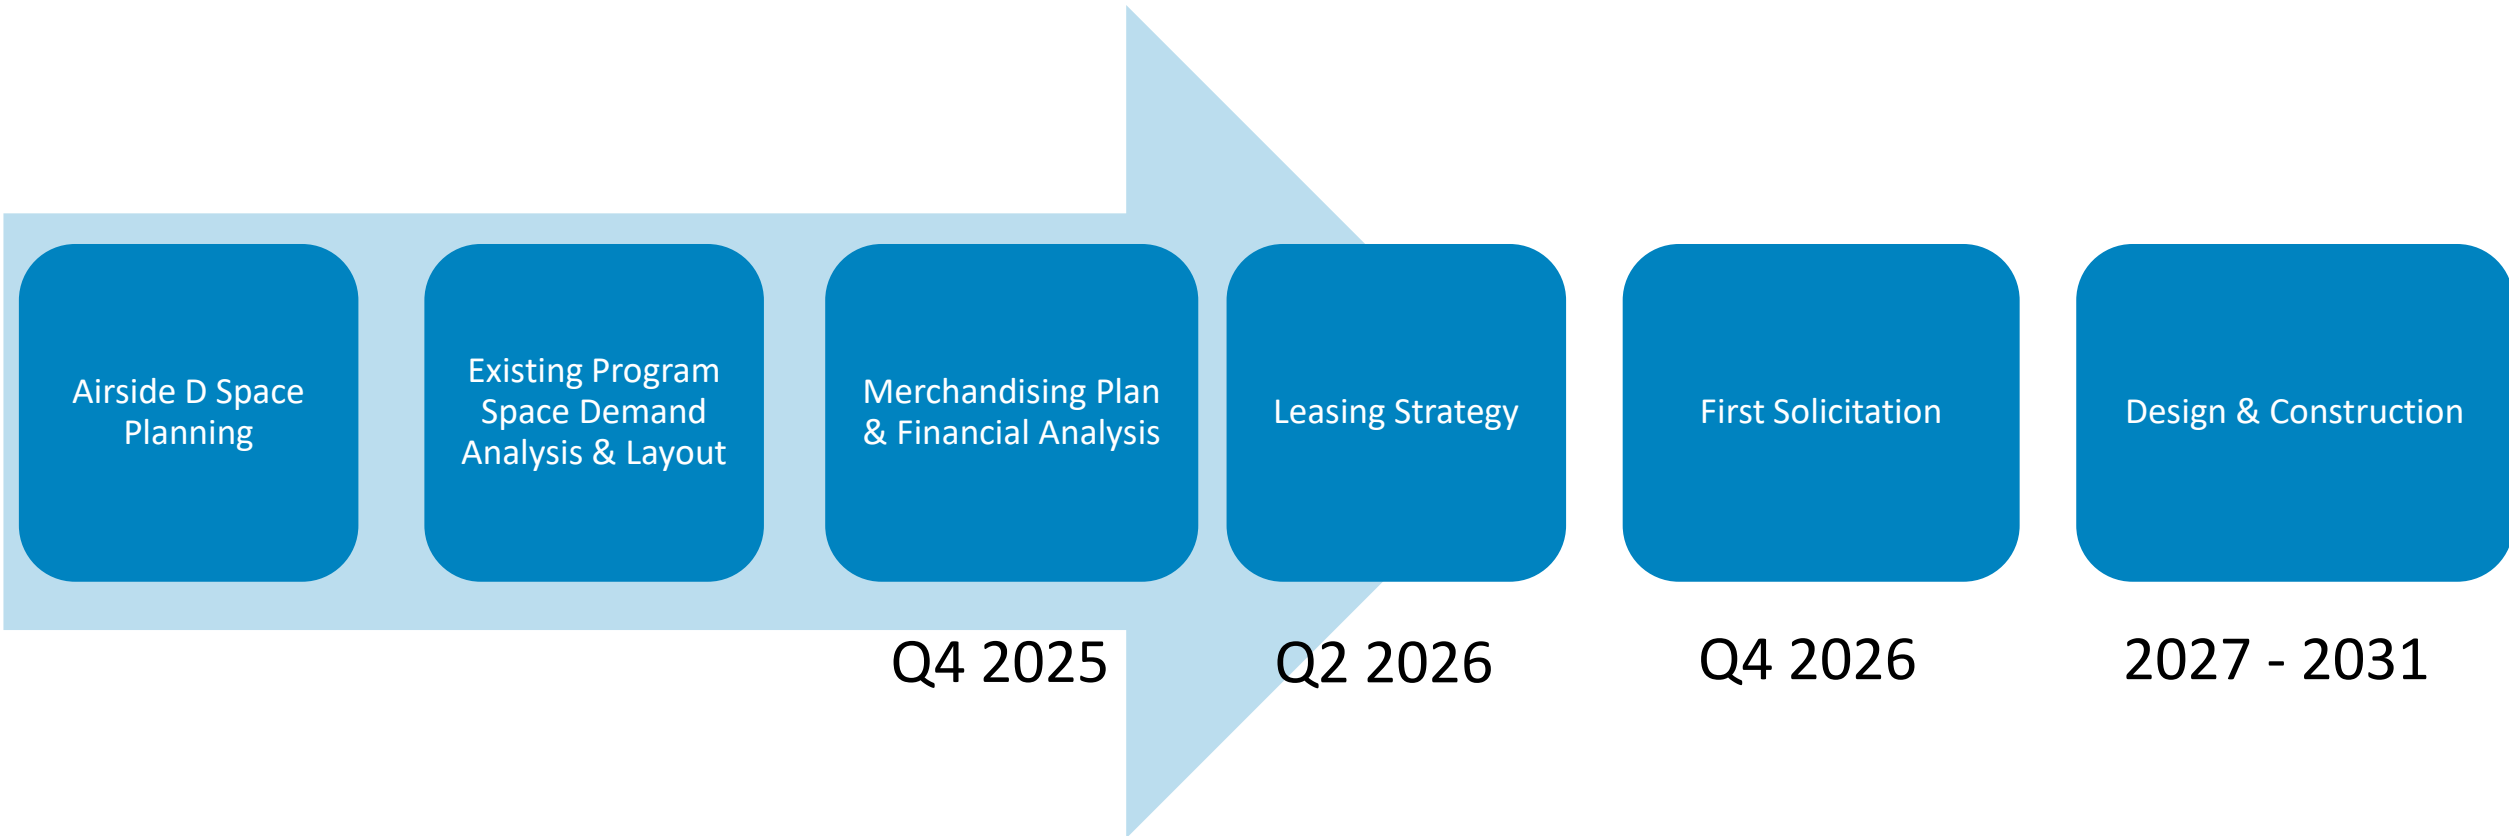 Airside D Space
Planning
Existing Program
Space Demand
Analysis & Layout
Merchandising Plan
& Financial Analysis
Leasing Strategy
First Solicitation
Design & Construction
Q4 2025
Q2 2026
Q4 2026
2027 - 2031